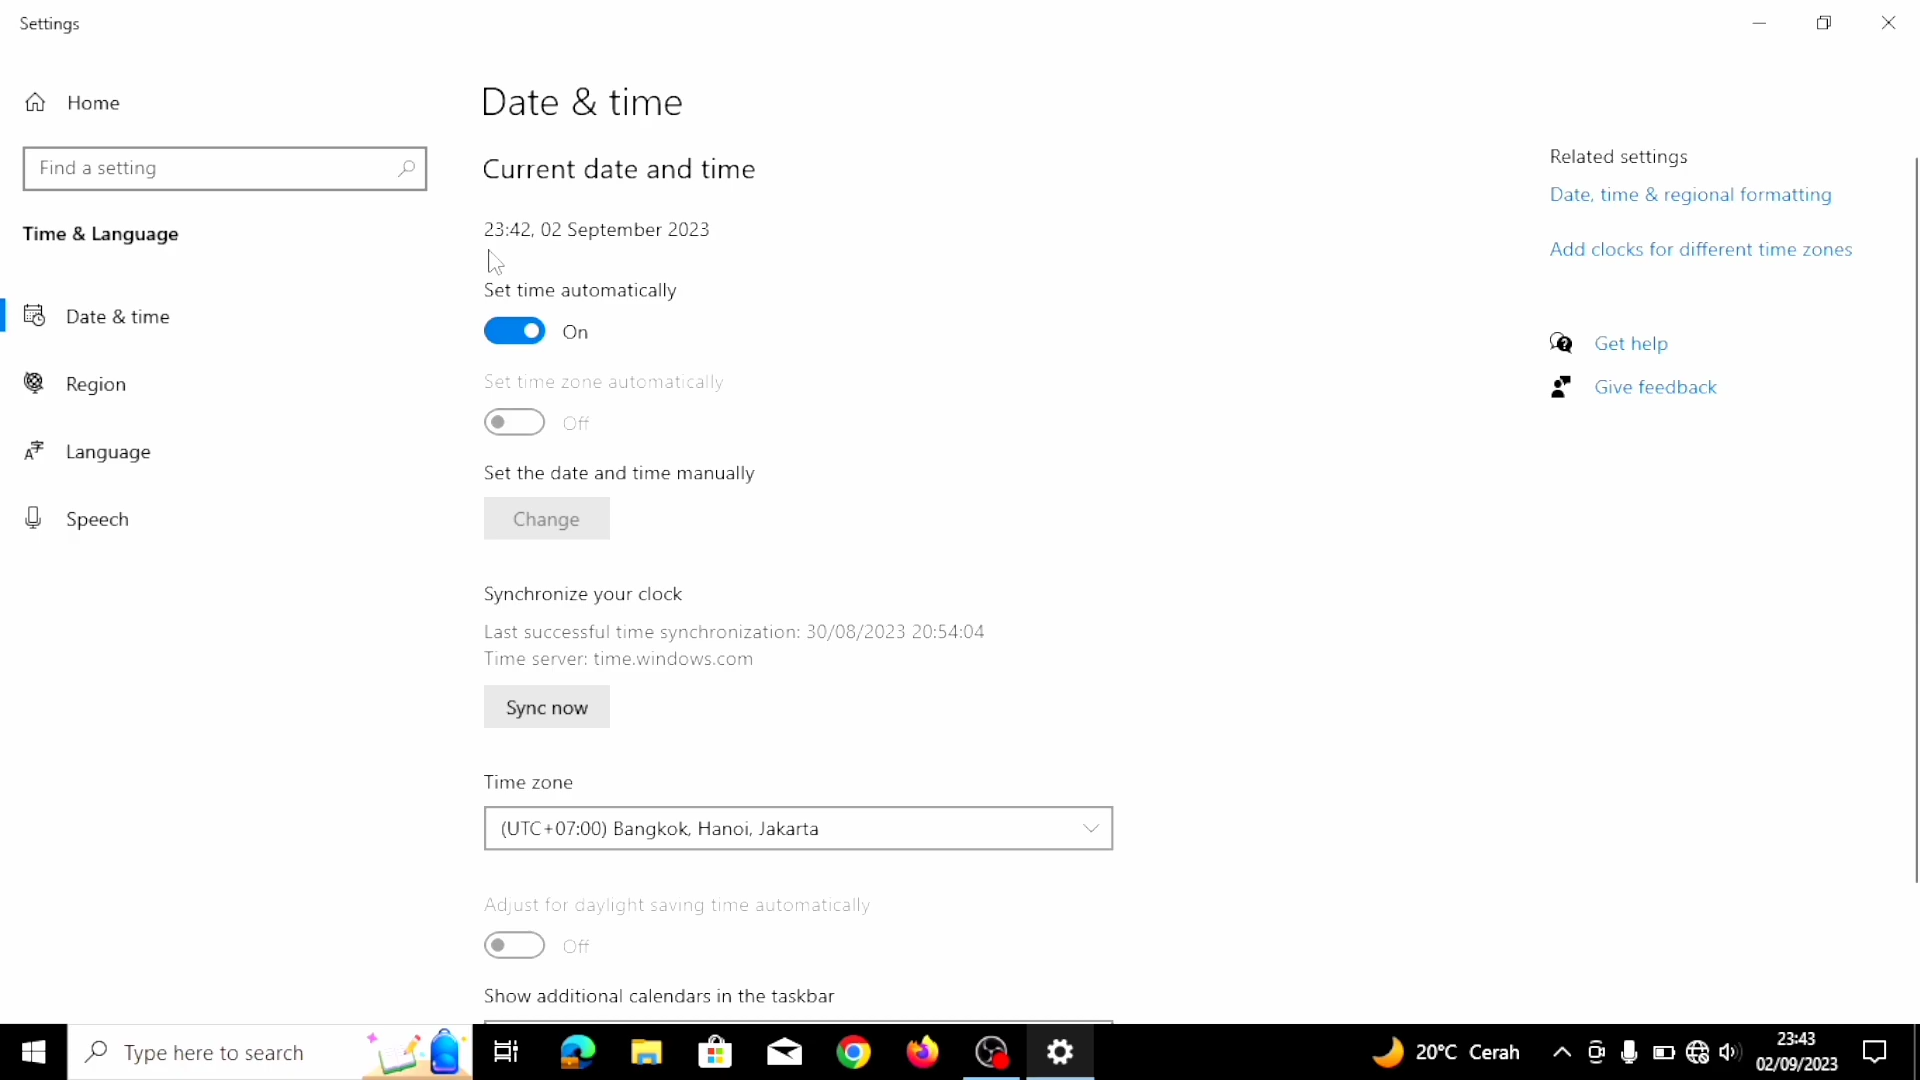 Settings
Home
Find a setting
Time & Language
Date & time
Region
Language
Speech
Date & time
Current date and time
23:42, 02 September 2023
Set time automatically
On
Set time zone automatically
Off
Set the date and time manually
Change
Synchronize your clock
Last successful time synchronization: 30/08/2023 20:54:04
Time server: time.windows.com
Sync now
Time zone
(UTC+07:00) Bangkok, Hanoi, Jakarta
Adjust for daylight saving time automatically
Off
Show additional calendars in the taskbar
Related settings
Date, time & regional formatting
Add clocks for different time zones
Get help
Give feedback
Type here to search
20°C Cerah
23:43
02/09/2023